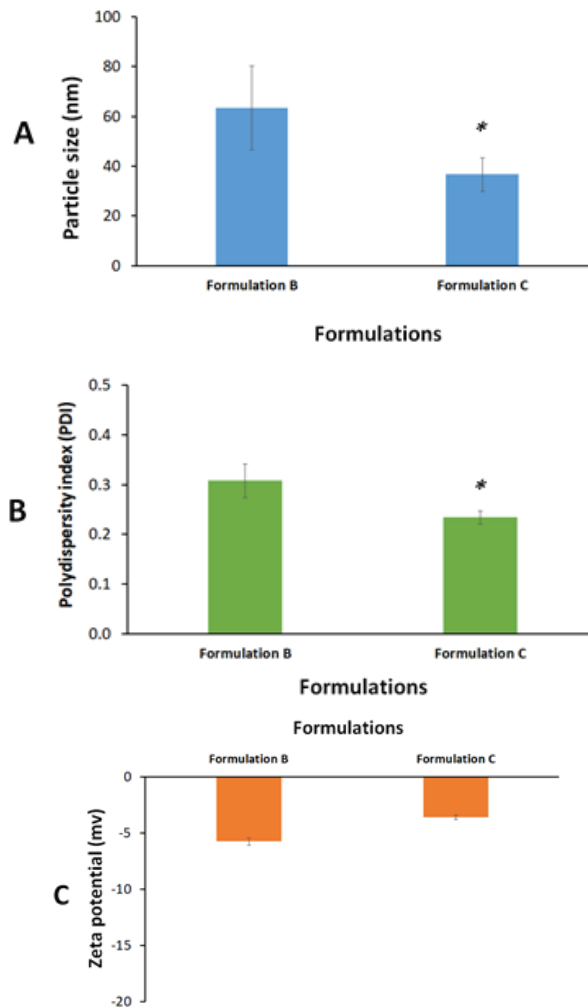 A
Particle size (nm)
100
80
60
40
20
0
*
Formulation B Formulation C
Formulations
B
Polydispersity index (PDI)
0.5
0.4
0.3
0.2
0.1
0.0
*
Formulation B Formulation C
Formulations
Formulations
Formulation B Formulation C
C
Zeta potential (mv)
0
-5
-10
-15
-20